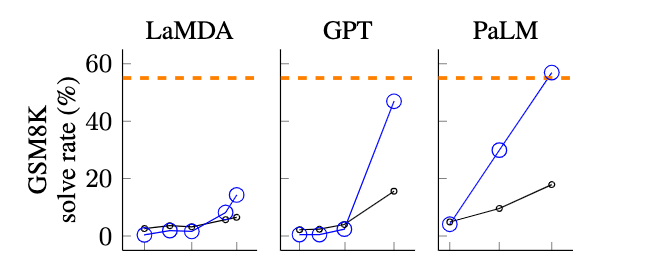 LaMDA GPT PaLM
GSM8K
solve rate (%)
60
40
20
0